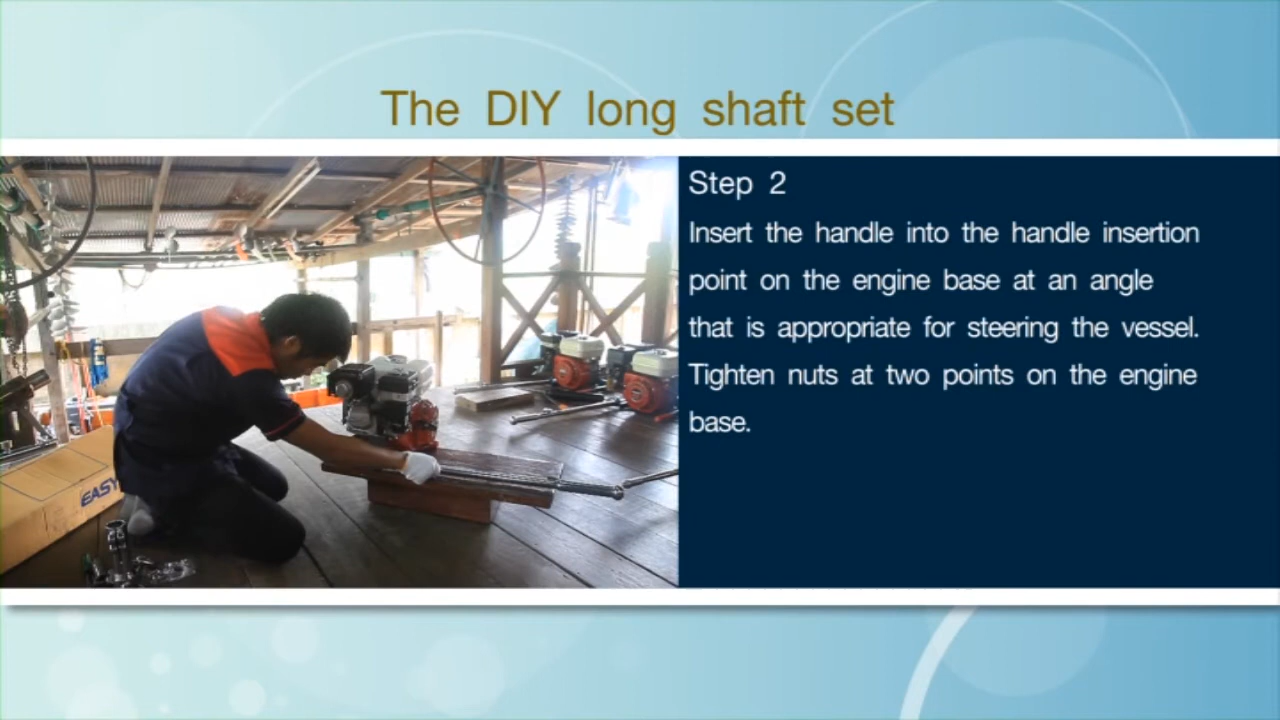 The DIY long shaft set
Step 2
Insert the handle into the handle insertion
point on the engine base at an angle
that is appropriate for steering the vessel.
Tighten nuts at two points on the engine
base.
EASY